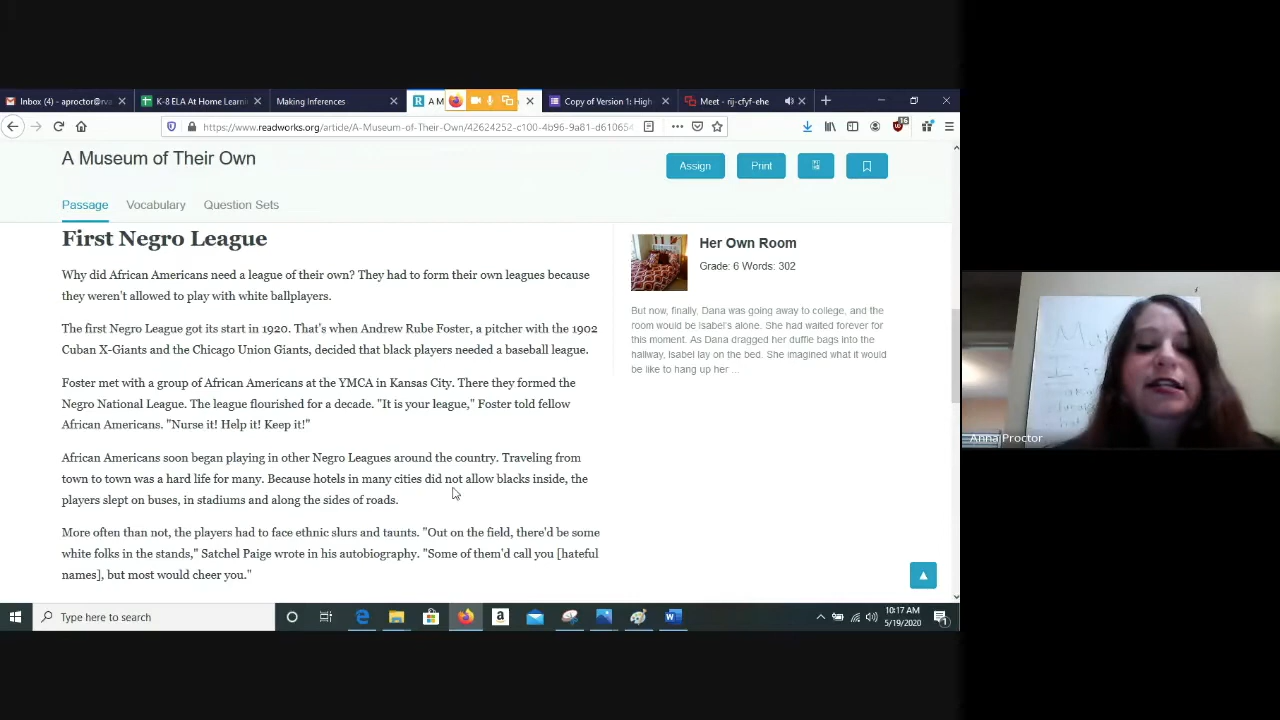 Inbox (4) - aproctor@rva
K-8 ELA At Home Learni
Making Inferences
A M
Copy of Version 1: High
Meet - rij-cfyf-ehe
https://www.readworks.org/article/A-Museum-of-Their-Own/42624252-c100-4b96-9a81-d61065
16
A Museum of Their Own
Assign
Print
Passage
Vocabulary
Question Sets
First Negro League
Why did African Americans need a league of their own? They had to form their own leagues because
they weren't allowed to play with white ballplayers.
The first Negro League got its start in 1920. That's when Andrew Rube Foster, a pitcher with the 1902
Cuban X-Giants and the Chicago Union Giants, decided that black players needed a baseball league.
Foster met with a group of African Americans at the YMCA in Kansas City. There they formed the
Negro National League. The league flourished for a decade. "It is your league," Foster told fellow
African Americans. "Nurse it! Help it! Keep it!"
African Americans soon began playing in other Negro Leagues around the country. Traveling from
town to town was a hard life for many. Because hotels in many cities did not allow blacks inside, the
players slept on buses, in stadiums and along the sides of roads.
More often than not, the players had to face ethnic slurs and taunts. "Out on the field, there'd be some
white folks in the stands," Satchel Paige wrote in his autobiography. "Some of them'd call you [hateful
names], but most would cheer you."
Her Own Room
Grade: 6 Words: 302
But now, finally, Dana was going away to college, and the
room would be Isabel's alone. She had waited forever for
this moment. As Dana dragged her duffle bags into the
hallway, Isabel lay on the bed. She imagined what it would
be like to hang up her ...
Anna Proctor
Type here to search
10:17 AM
5/19/2020